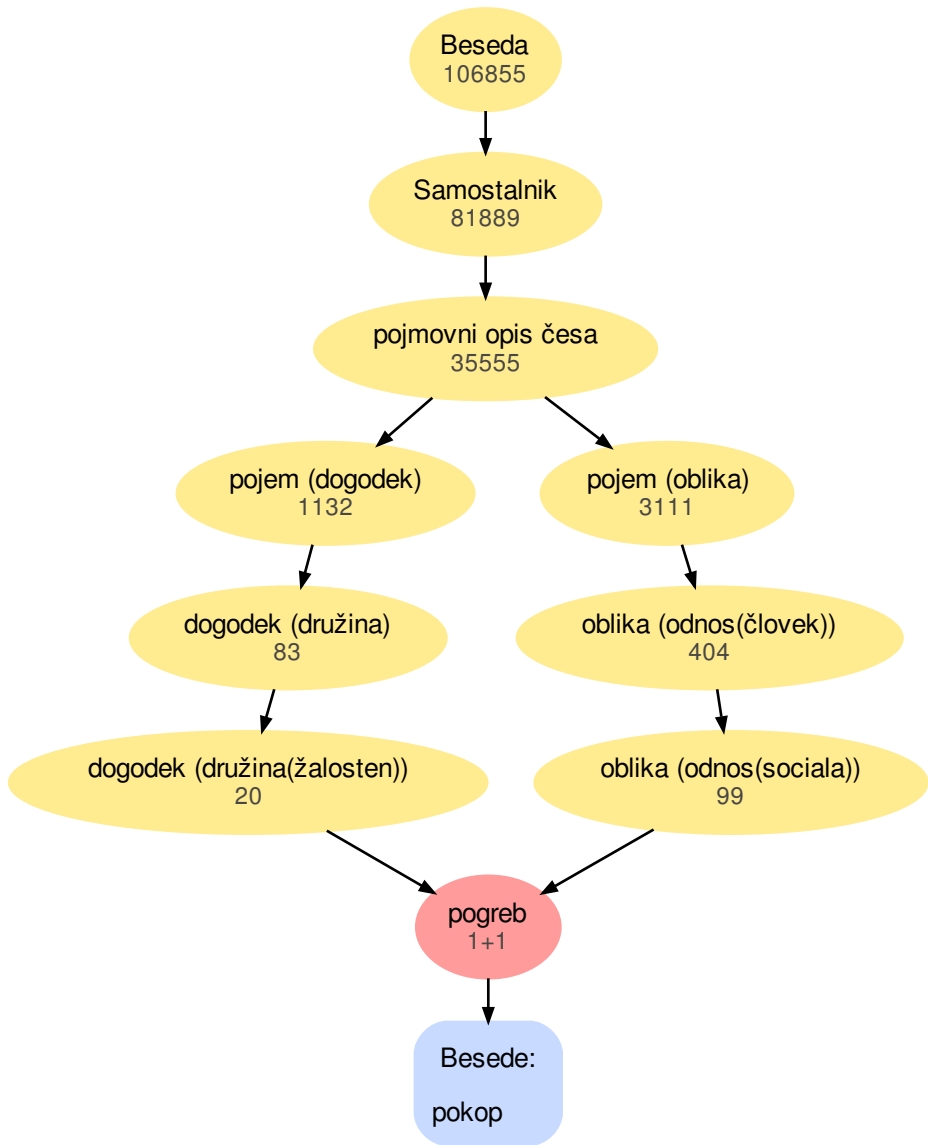 Beseda
106855
Samostalnik
81889
pojmovni opis česa
35555
pojem (dogodek)
1132
pojem (oblika)
3111
dogodek (družina)
83
oblika (odnos(človek))
404
dogodek (družina(žalosten))
20
oblika (odnos(sociala))
99
pogreb
1+1
Besede:
pokop